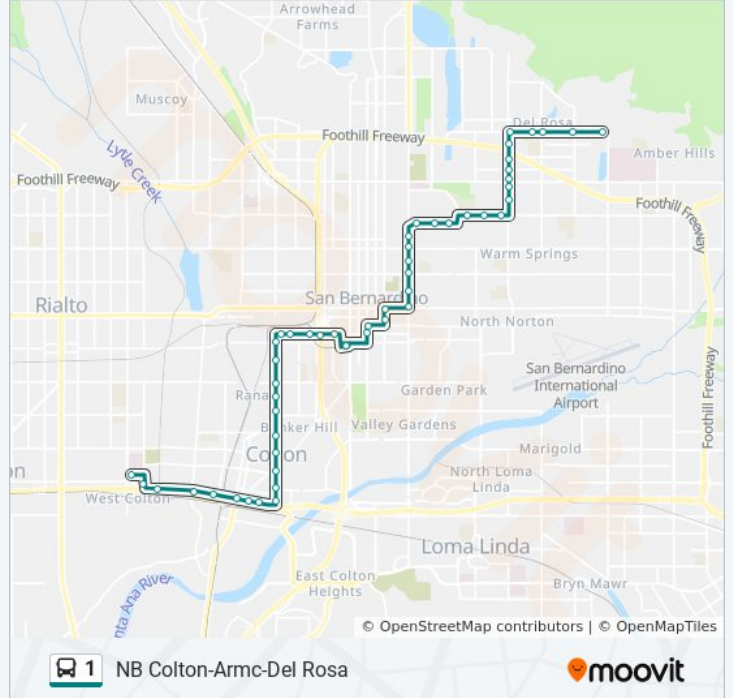 Arrowhead
Farms
Muscoy
Del Rosa
Foothill Freeway
Amber Hills
Lytle Creek
Foothill Freeway
Foothill Freeway
Warm Springs
San Bernardino
Rialto
North Norton
San Bernardino
International
Airport
Foothill Freeway
Garden Park
Rana
Bunker Hill
Valley Gardens
Colton
Marigold
on
North Loma
Linda
West Colton
Loma Linda
East Colton
Heights
Bryn Mawr
nta Ana River
© OpenStreetMap contributors | © OpenMapTiles
1 NB Colton-Armc-Del Rosa
moovit